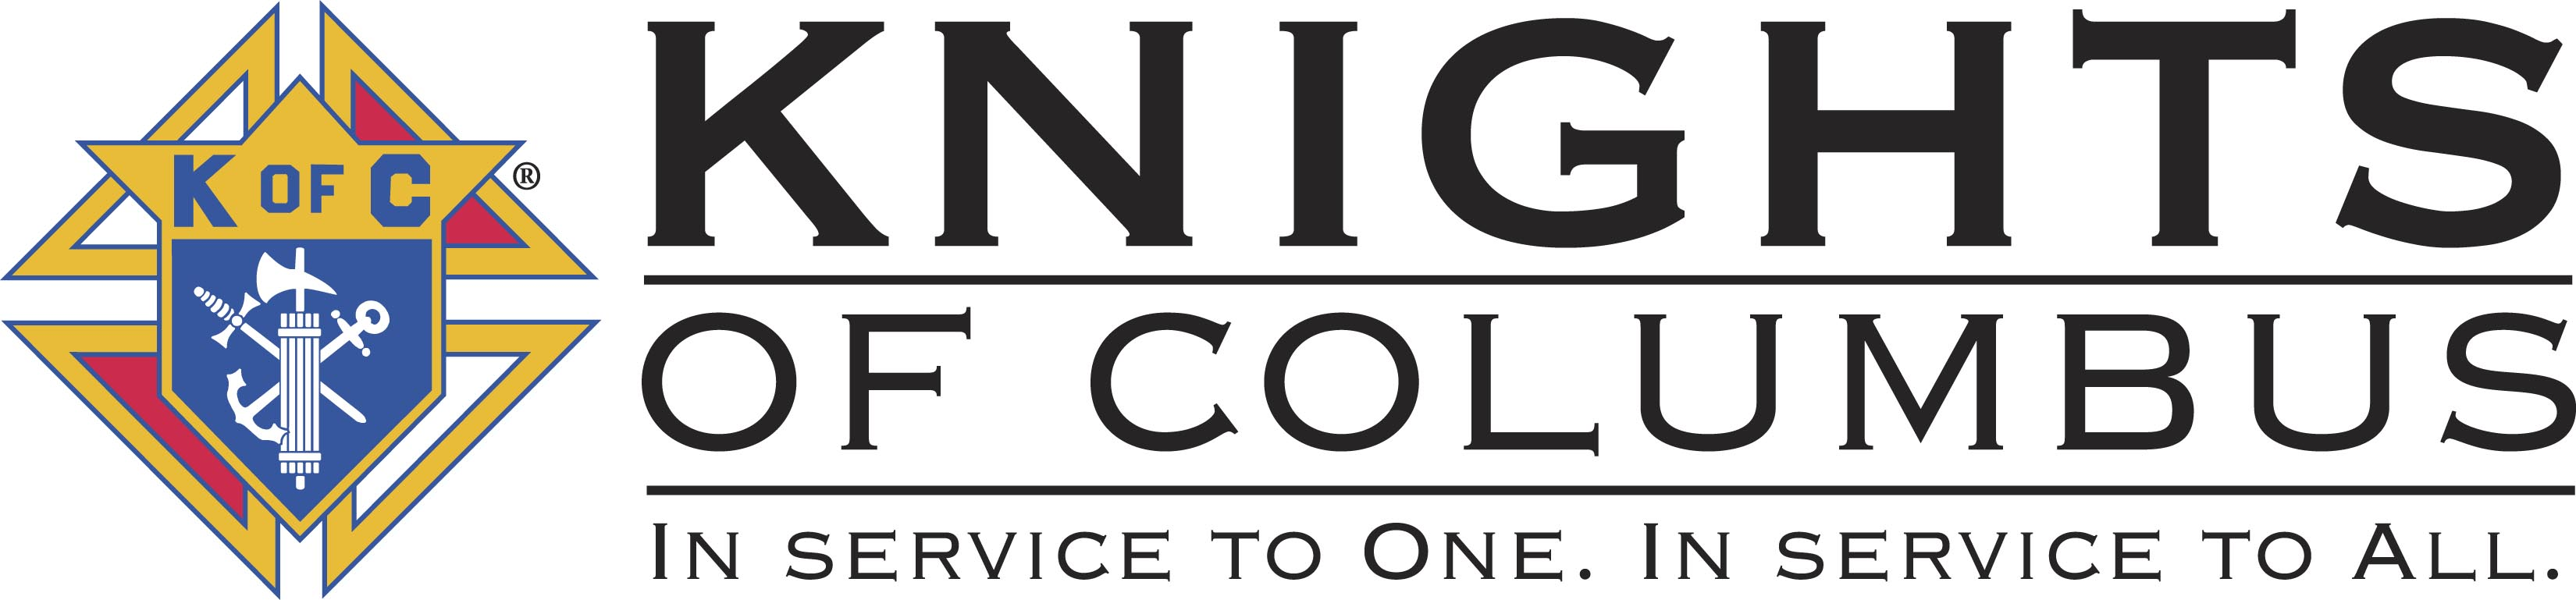 K OF C ®
KNIGHTS
OF COLUMBUS
IN SERVICE TO ONE. IN SERVICE TO ALL.